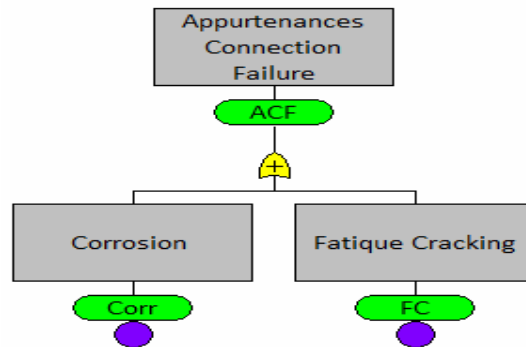 Appurtenances
Connection
Failure
ACF
+
Corrosion
Fatique Cracking
Corr
FC